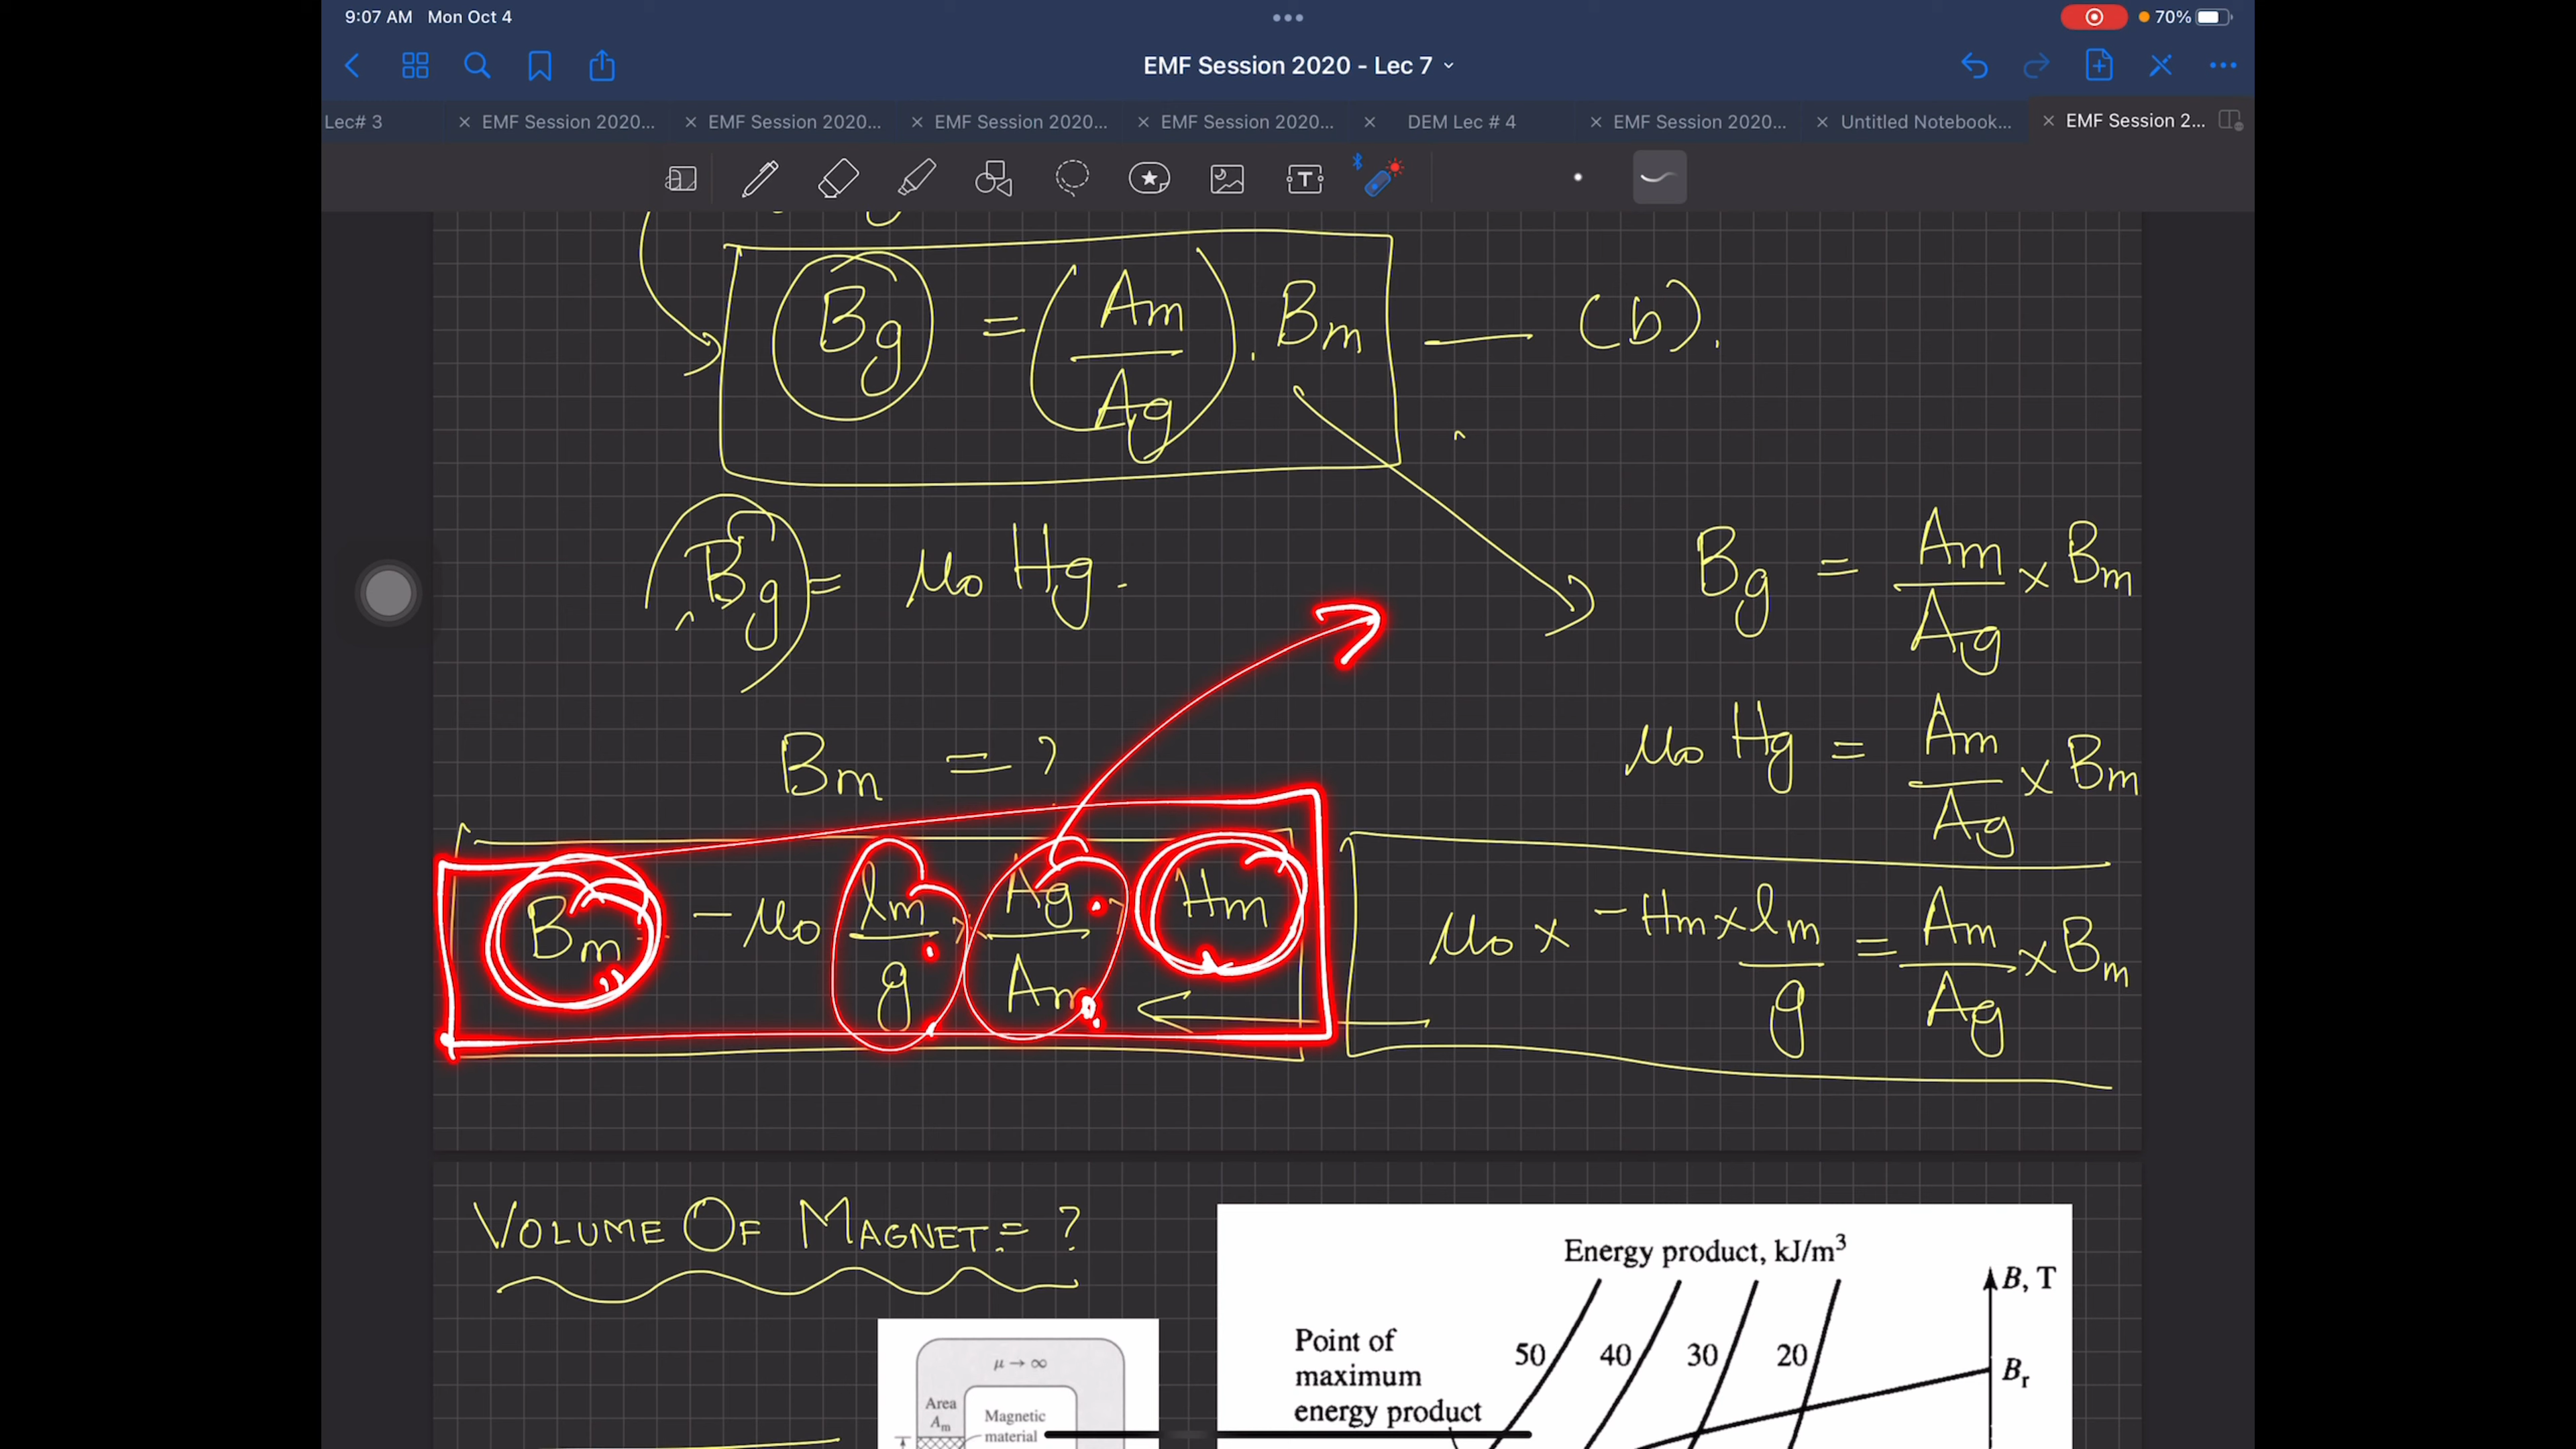 9:07 AM Mon Oct 4
70%
EMF Session 2020 - Lec 7
Lec# 3
EMF Session 2020...
EMF Session 2020...
EMF Session 2020...
EMF Session 2020...
DEM Lec # 4
EMF Session 2020...
Untitled Notebook...
EMF Session 2...
Bg = (Am/Ag) . Bm — (b).
Bg = μo Hg.
Bg = Am/Ag × Bm
μo Hg = Am/Ag × Bm
Bm = ?
Bm = - μo lm/g × Ag/Am Hm
μo × -Hm × lm/g = Am/Ag × Bm
VOLUME OF MAGNET = ?
Energy product, kJ/m³
B, T
Point of
maximum
energy product
50
40
30
20
Br
μ → ∞
Area
Am
Magnetic
material